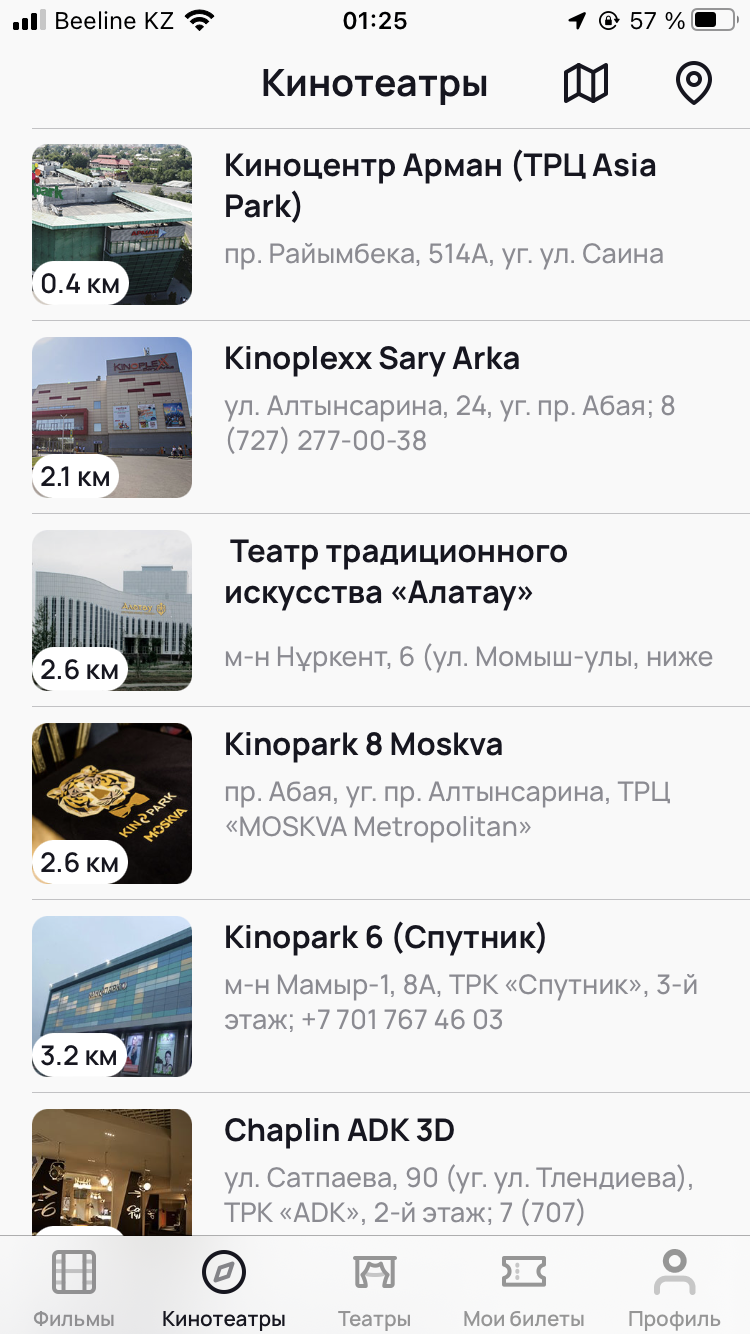 Beeline KZ 01:25 57 %
Кинотеатры
Киноцентр Арман (ТРЦ Asia
Park)
пр. Райымбека, 514А, уг. ул. Саина
0.4 км
Kinoplexx Sary Arka
ул. Алтынсарина, 24, уг. пр. Абая; 8
(727) 277-00-38
KINOPLEXX
2.1 км
Театр традиционного
искусства «Алатау»
м-н Нұркент, 6 (ул. Момыш-улы, ниже
2.6 км
Kinopark 8 Moskva
пр. Абая, уг. пр. Алтынсарина, ТРЦ
«MOSKVA Metropolitan»
KINOPARK
MOSKVA
2.6 км
Kinopark 6 (Спутник)
м-н Мамыр-1, 8А, ТРК «Спутник», 3-й
этаж; +7 701 767 46 03
3.2 км
Chaplin ADK 3D
ул. Сатпаева, 90 (уг. ул. Тлендиева),
ТРК «ADK», 2-й этаж; 7 (707)
Фильмы Кинотеатры Театры Мои билеты Профиль